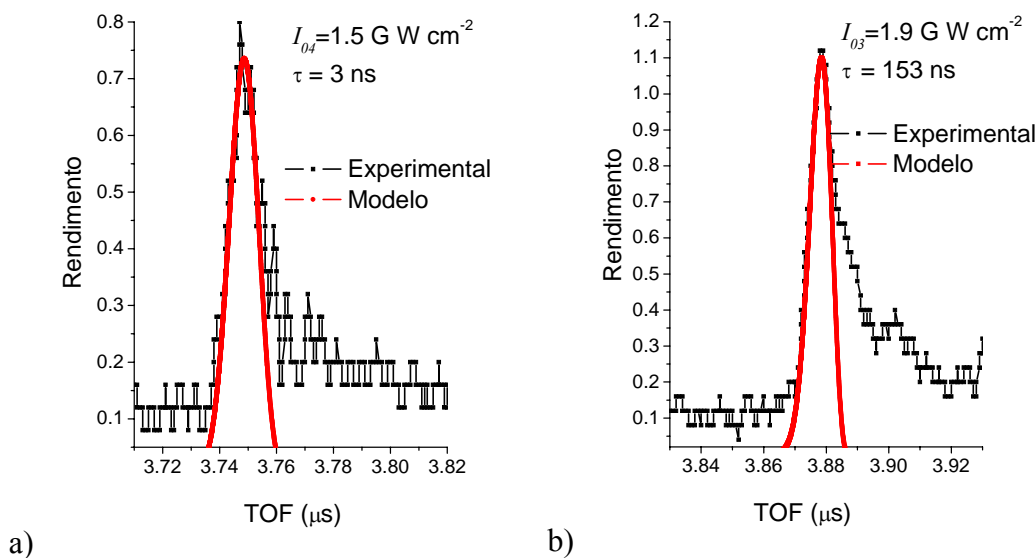 I₀₄=1.5 G W cm⁻²
τ = 3 ns
Experimental
Modelo
Rendimento
0.8
0.7
0.6
0.5
0.4
0.3
0.2
0.1
3.72 3.74 3.76 3.78 3.80 3.82
TOF (μs)
a)
I₀₃=1.9 G W cm⁻²
τ = 153 ns
Experimental
Modelo
Rendimento
1.2
1.1
1.0
0.9
0.8
0.7
0.6
0.5
0.4
0.3
0.2
0.1
3.84 3.86 3.88 3.90 3.92
TOF (μs)
b)